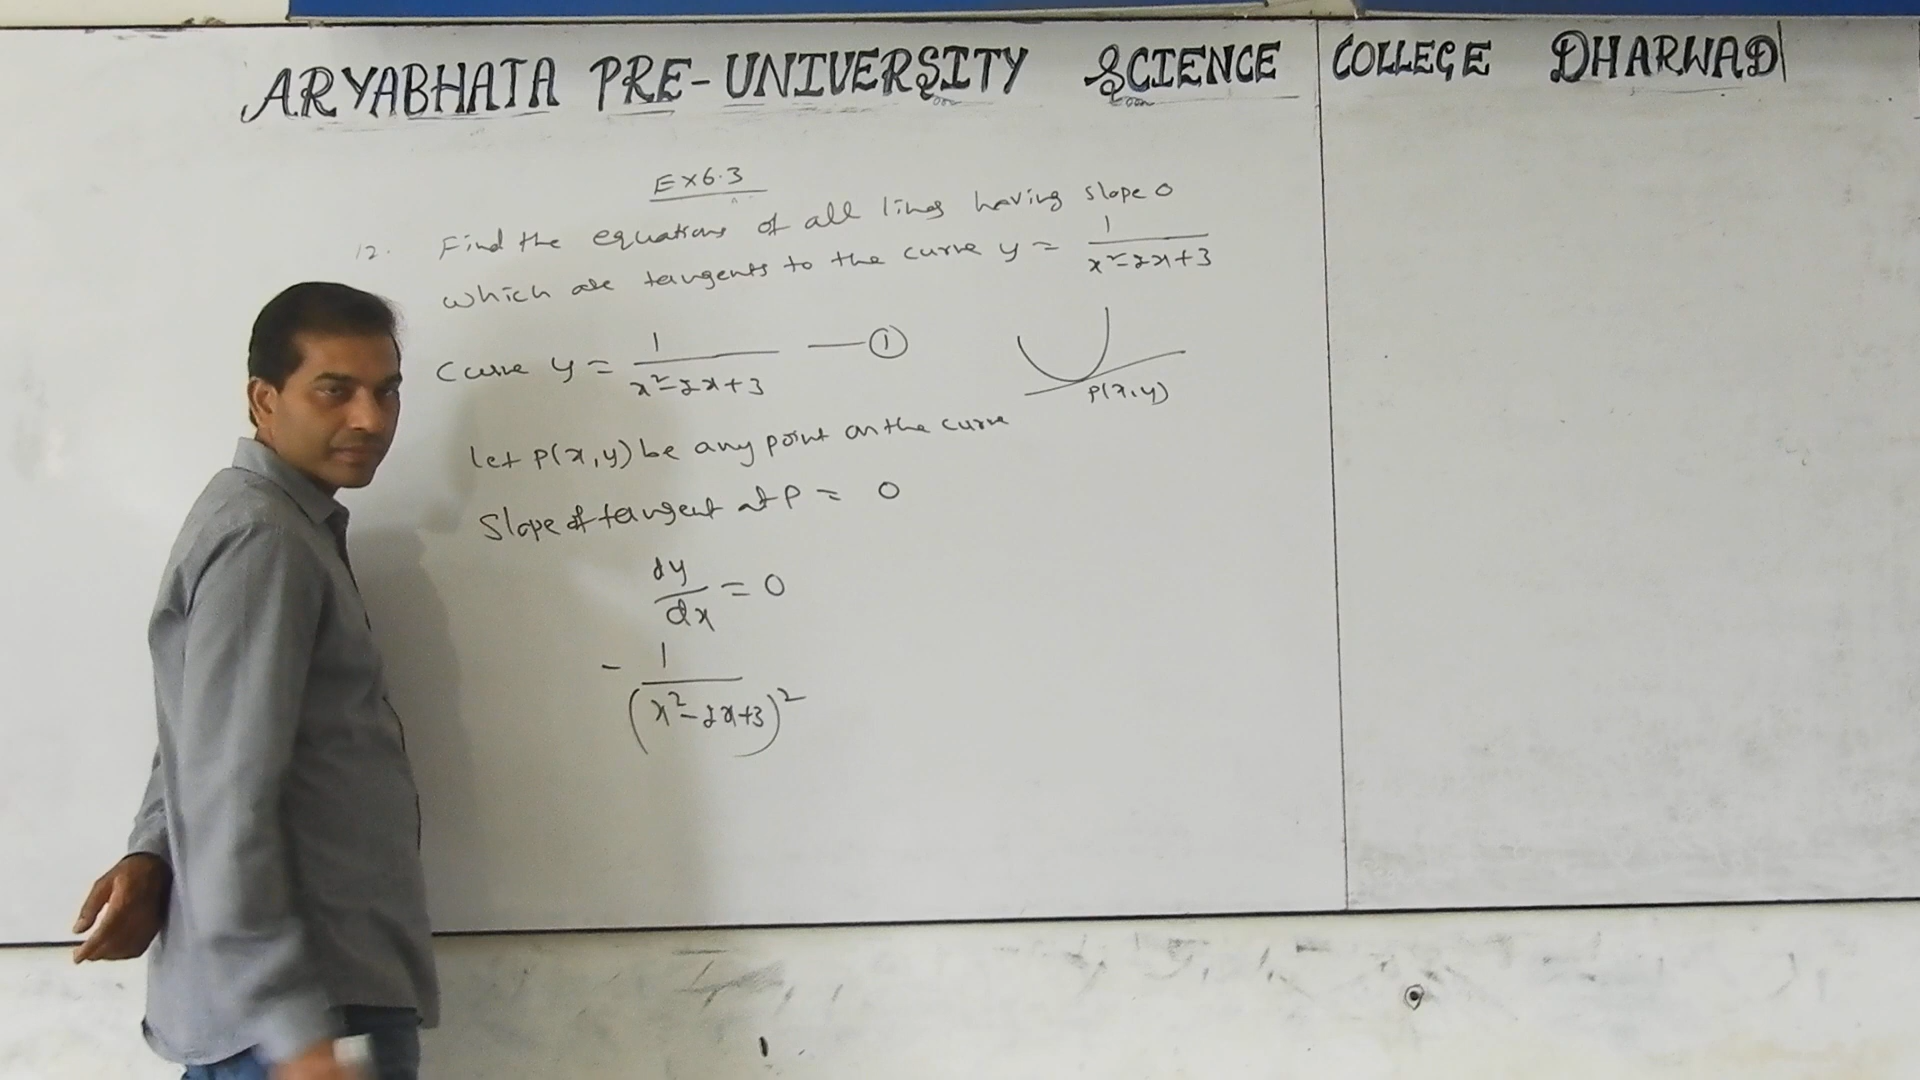 ARYABHATA PRE-UNIVERSITY SCIENCE COLLEGE DHARWAD
EX6.3
12. Find the equations of all lines having slope 0
which are tangents to the curve y = 1/(x²-2x+3)
Curve y = 1/(x²-2x+3) —①
P(x,y)
let P(x,y) be any point on the curve
Slope of tangent at P = 0
dy/dx = 0
- 1/(x²-2x+3)²